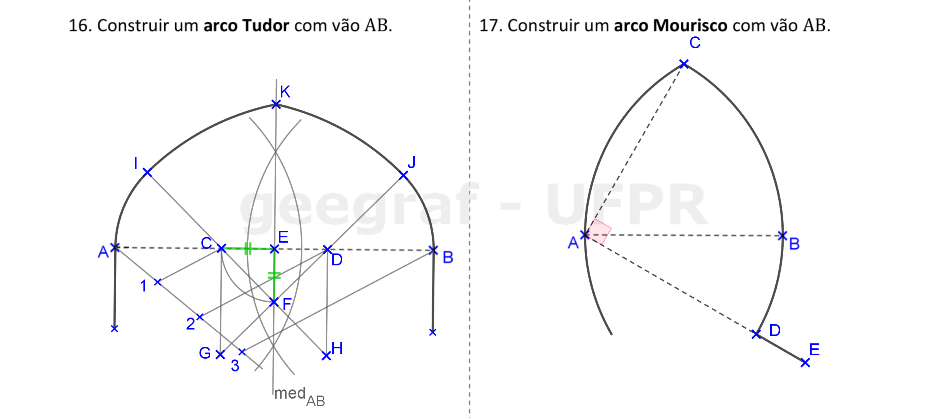 16. Construir um arco Tudor com vão AB.
K
I
J
A
C
E
D
B
1
F
2
G
3
H
med AB
17. Construir um arco Mourisco com vão AB.
C
A
B
D
E
geegraf - UFPR